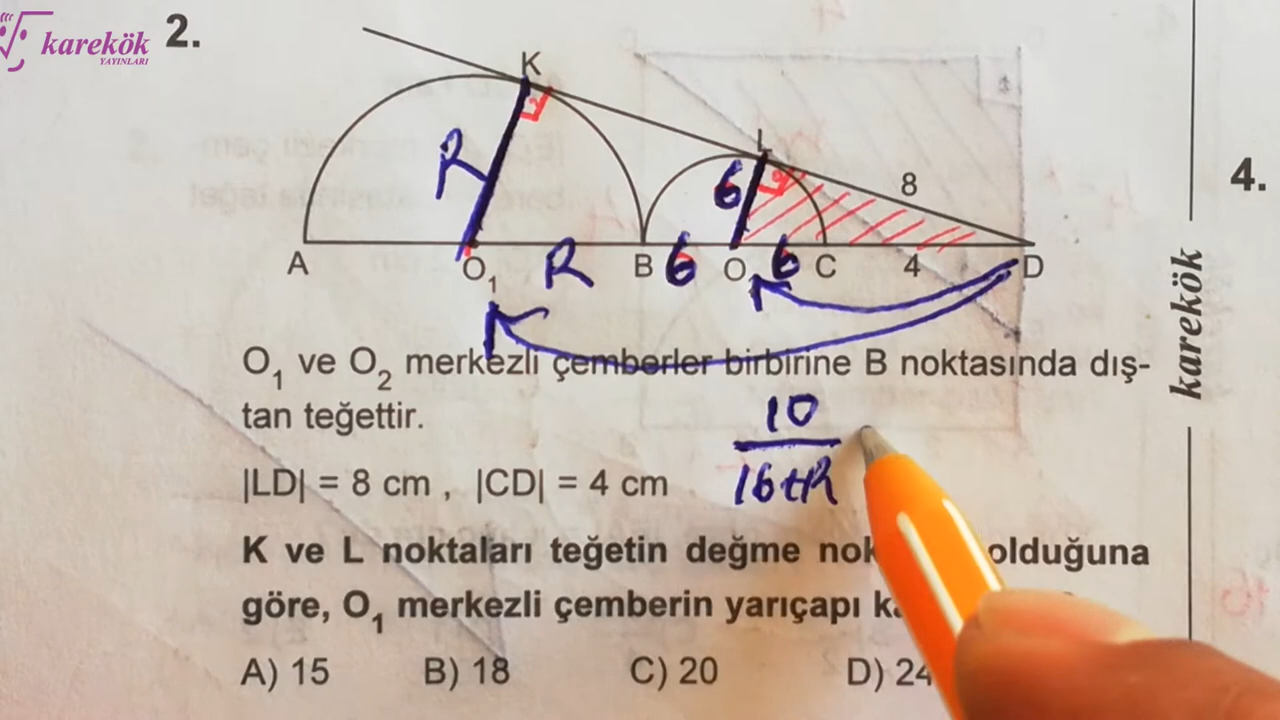 karekök
YAYINLARI
2.
K
L
R
6
8
A
O1
R
B
6
O
6
C
4
D
4.
karekök
O1 ve O2 merkezli çemberler birbirine B noktasında dış-
tan teğettir.
10
16+R
|LD| = 8 cm , |CD| = 4 cm
K ve L noktaları teğetin değme olduğuna
göre, O1 merkezli çemberin yarıçapı
A) 15 B) 18 C) 20 D) 24